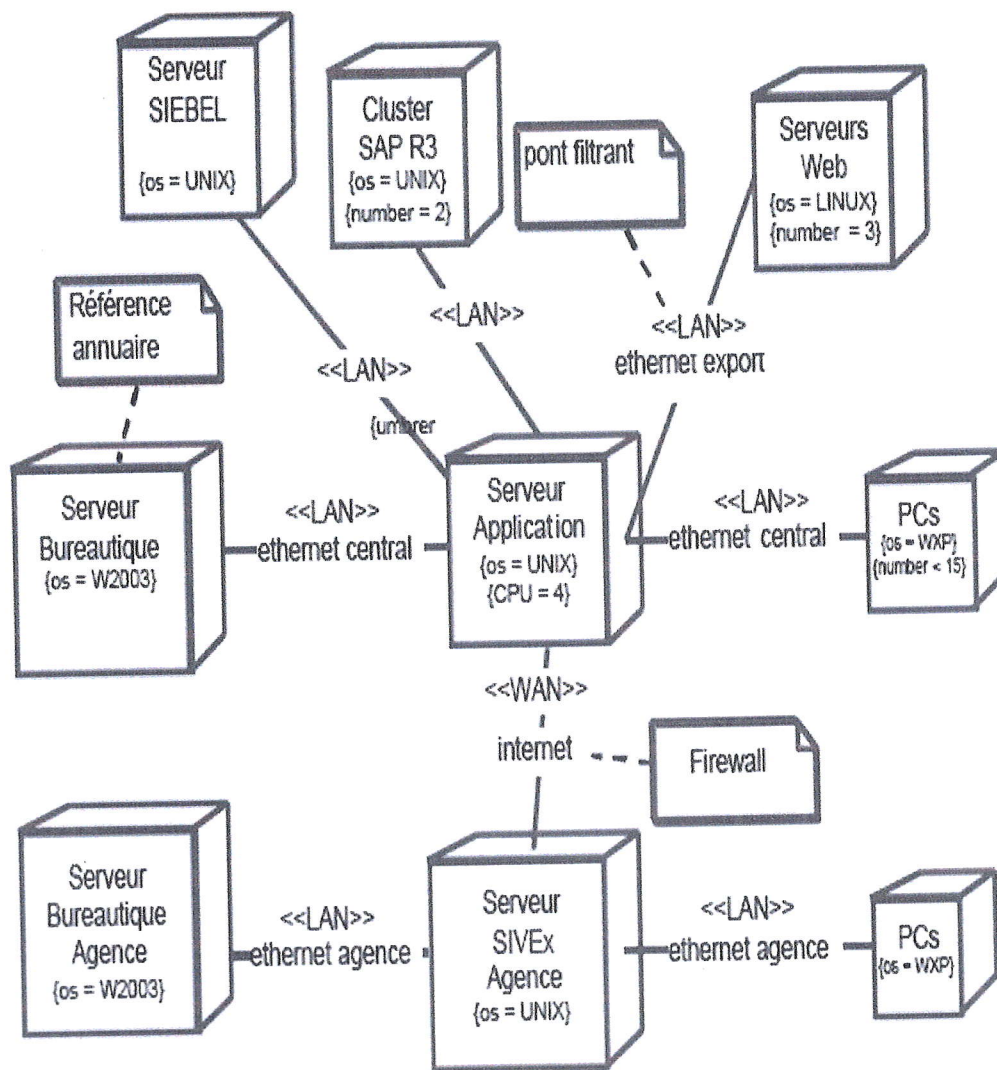 Serveur
SIEBEL
{os = UNIX}
Cluster
SAP R3
{os = UNIX}
{number = 2}
pont filtrant
Serveurs
Web
{os = LINUX}
{number = 3}
Référence
annuaire
<<LAN>>
<<LAN>>
<<LAN>>
ethernet export
{umbrer
Serveur
Bureautique
{os = W2003}
<<LAN>>
ethernet central
Serveur
Application
{os = UNIX}
{CPU = 4}
<<LAN>>
ethernet central
PCs
{os = WXP}
{number < 15}
<<WAN>>
internet
Firewall
Serveur
Bureautique
Agence
{os = W2003}
<<LAN>>
ethernet agence
Serveur
SIVEx
Agence
{os = UNIX}
<<LAN>>
ethernet agence
PCs
{os = WXP}